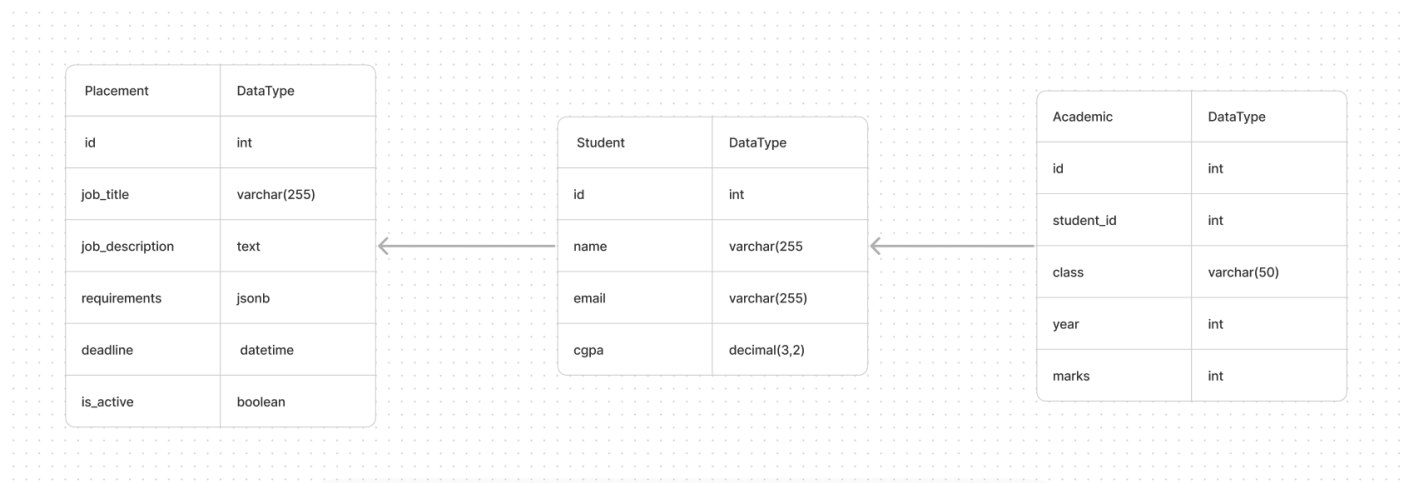 Placement DataType
id int
job_title varchar(255)
job_description text
requirements jsonb
deadline datetime
is_active boolean
Student DataType
id int
name varchar(255
email varchar(255)
cgpa decimal(3,2)
Academic DataType
id int
student_id int
class varchar(50)
year int
marks int